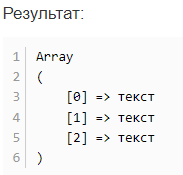 Результат:
1 Array
2 (
3     [0] => текст
4     [1] => текст
5     [2] => текст
6 )